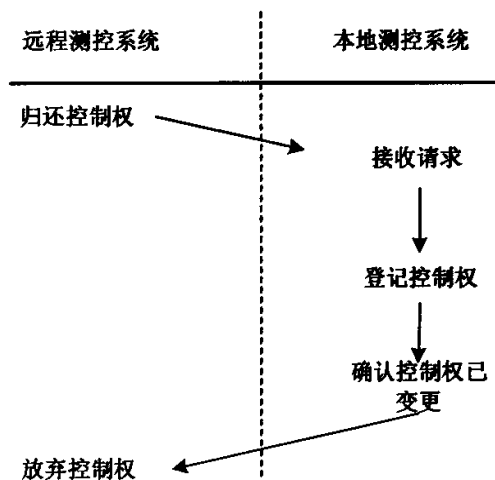 远程测控系统 本地测控系统
归还控制权
接收请求
登记控制权
确认控制权已
变更
放弃控制权